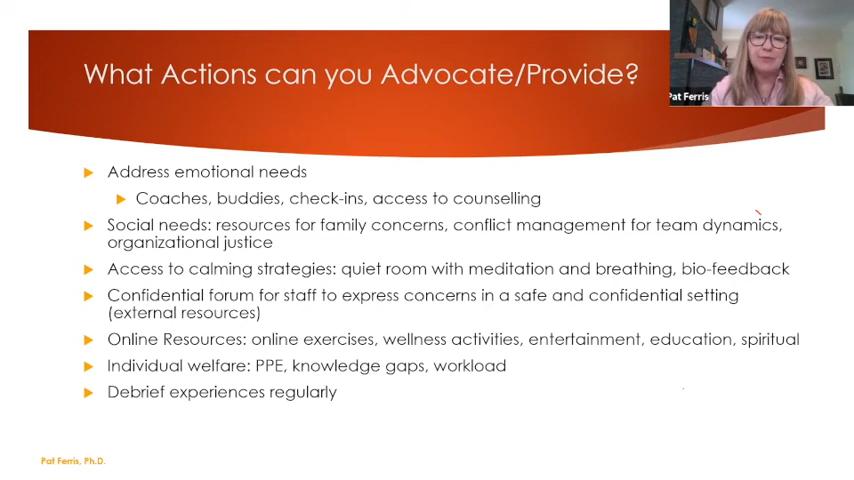 What Actions can you Advocate/Provide?
Pat Ferris
Address emotional needs
Coaches, buddies, check-ins, access to counselling
Social needs: resources for family concerns, conflict management for team dynamics,
organizational justice
Access to calming strategies: quiet room with meditation and breathing, bio-feedback
Confidential forum for staff to express concerns in a safe and confidential setting
(external resources)
Online Resources: online exercises, wellness activities, entertainment, education, spiritual
Individual welfare: PPE, knowledge gaps, workload
Debrief experiences regularly
Pat Ferris, Ph.D.